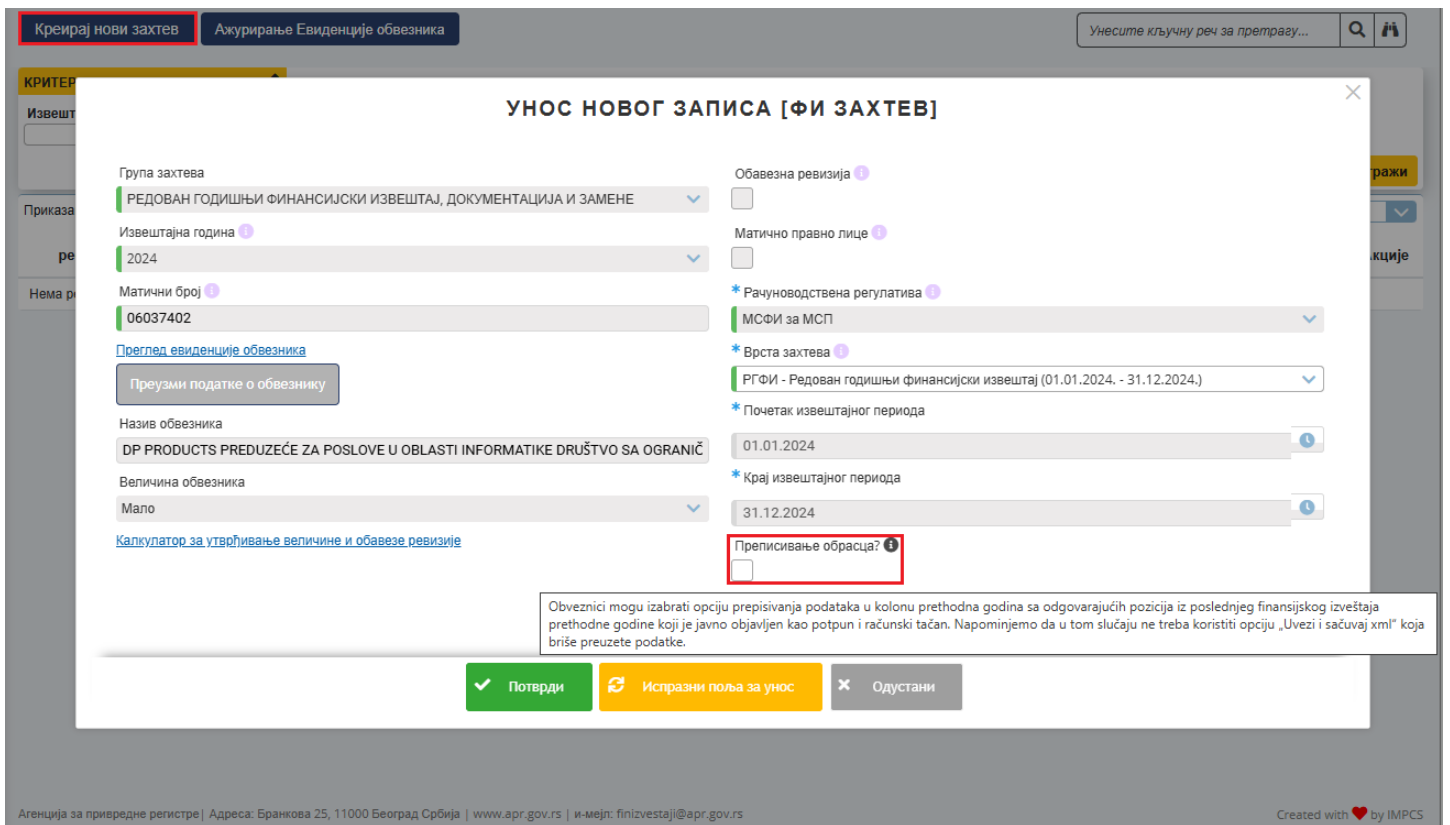 Креирај нови захтев
Ажурирање Евиденције обвезника
Унесите кључну реч за претрагу...
КРИТЕР
Извешт
УНОС НОВОГ ЗАПИСА [ФИ ЗАХТЕВ]
тражи
Приказа
ре
кције
Нема р
Група захтева
РЕДОВАН ГОДИШЊИ ФИНАНСИЈСКИ ИЗВЕШТАЈ, ДОКУМЕНТАЦИЈА И ЗАМЕНЕ
Извештајна година
2024
Матични број
06037402
Преглед евиденције обвезника
Преузми податке о обвезнику
Назив обвезника
DP PRODUCTS PREDUZEĆE ZA POSLOVE U OBLASTI INFORMATIKE DRUŠTVO SA OGRANIČ
Величина обвезника
Мало
Калкулатор за утврђивање величине и обавезе ревизије
Обавезна ревизија
Матично правно лице
* Рачуноводствена регулатива
МСФИ за МСП
* Врста захтева
РГФИ - Редован годишњи финансијски извештај (01.01.2024. - 31.12.2024.)
* Почетак извештајног периода
01.01.2024
* Крај извештајног периода
31.12.2024
Преписивање обрасца?
Obveznici mogu izabrati opciju prepisivanja podataka u kolonu prethodna godina sa odgovarajućih pozicija iz poslednjeg finansijskog izveštaja
prethodne godine koji je javno objavljen kao potpun i računski tačan. Napominjemo da u tom slučaju ne treba koristiti opciju „Uvezi i sačuvaj xml“ koja
briše preuzete podatke.
Потврди
Испразни поља за унос
Одустани
Агенција за привредне регистре| Адреса: Бранкова 25, 11000 Београд Србија | www.apr.gov.rs | и-мејл: finizvestaji@apr.gov.rs
Created with ❤ by IMPCS